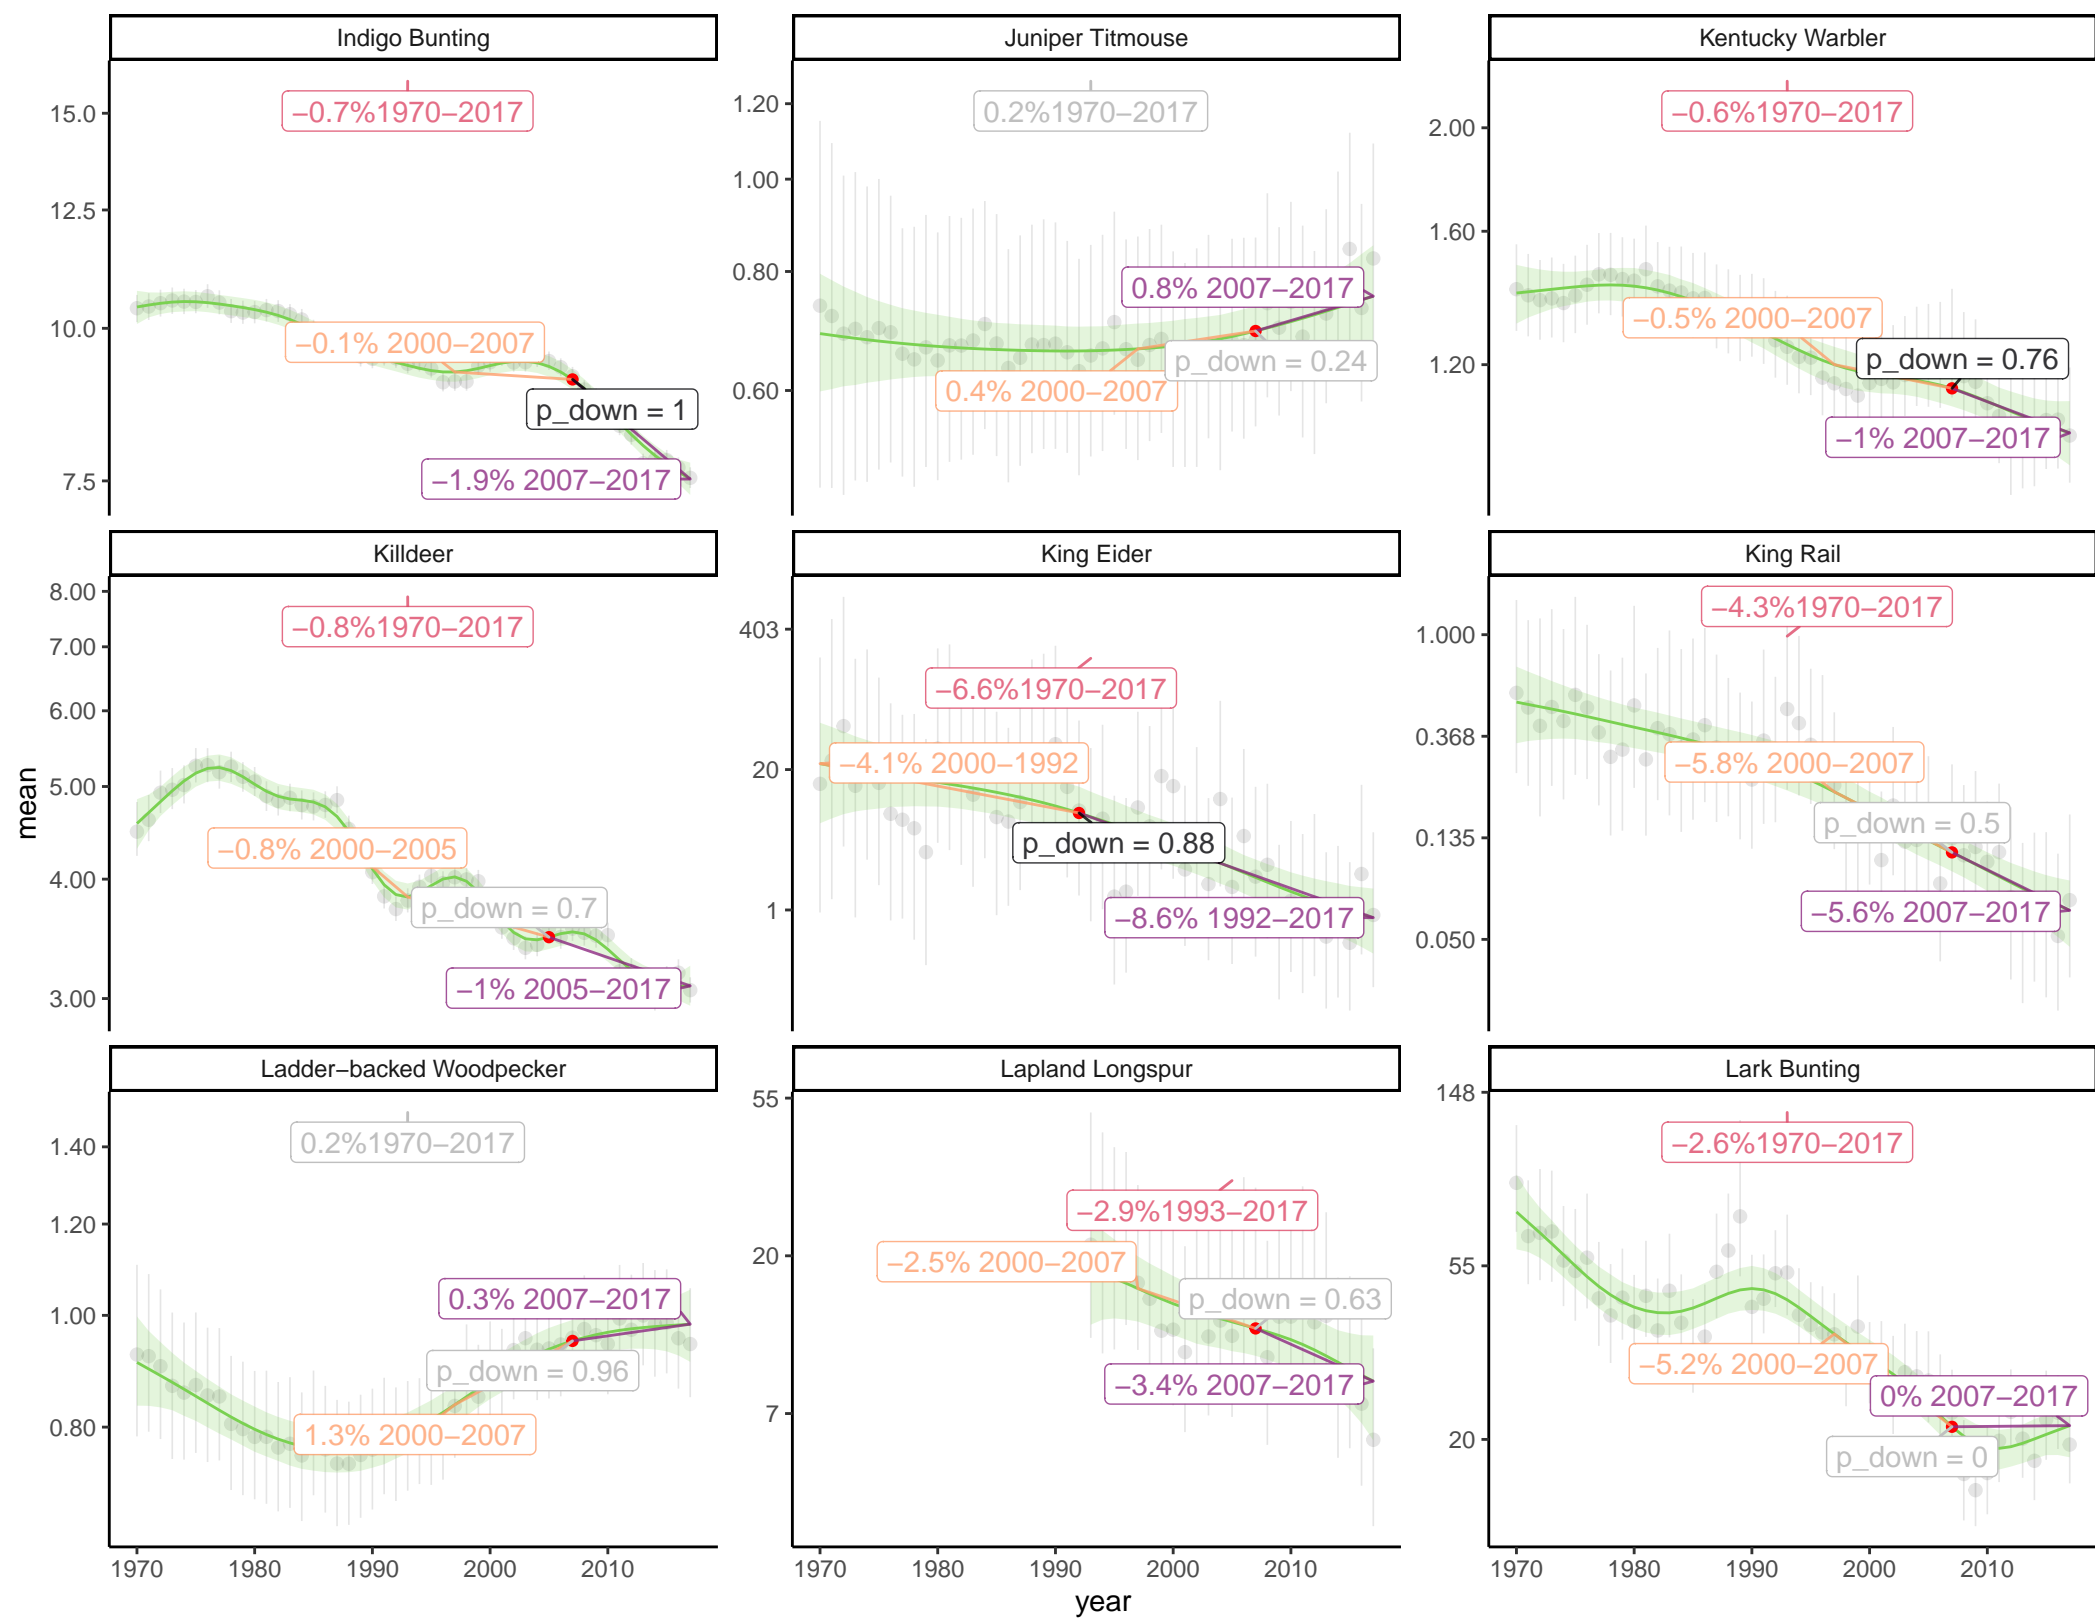 Indigo Bunting
15.0
12.5
10.0
7.5
−0.7%1970−2017
−0.1% 2000−2007
p_down = 1
−1.9% 2007−2017
Juniper Titmouse
1.20
1.00
0.80
0.60
0.2%1970−2017
0.8% 2007−2017
p_down = 0.24
0.4% 2000−2007
Kentucky Warbler
2.00
1.60
1.20
−0.6%1970−2017
−0.5% 2000−2007
p_down = 0.76
−1% 2007−2017
mean
Killdeer
8.00
7.00
6.00
5.00
4.00
3.00
−0.8%1970−2017
−0.8% 2000−2005
p_down = 0.7
−1% 2005−2017
King Eider
403
20
1
−6.6%1970−2017
−4.1% 2000−1992
p_down = 0.88
−8.6% 1992−2017
King Rail
1.000
0.368
0.135
0.050
−4.3%1970−2017
−5.8% 2000−2007
p_down = 0.5
−5.6% 2007−2017
Ladder−backed Woodpecker
1.40
1.20
1.00
0.80
0.2%1970−2017
0.3% 2007−2017
p_down = 0.96
1.3% 2000−2007
1970 1980 1990 2000 2010
Lapland Longspur
55
20
7
−2.9%1993−2017
−2.5% 2000−2007
p_down = 0.63
−3.4% 2007−2017
1970 1980 1990 2000 2010
Lark Bunting
148
55
20
−2.6%1970−2017
−5.2% 2000−2007
0% 2007−2017
p_down = 0
1970 1980 1990 2000 2010
year